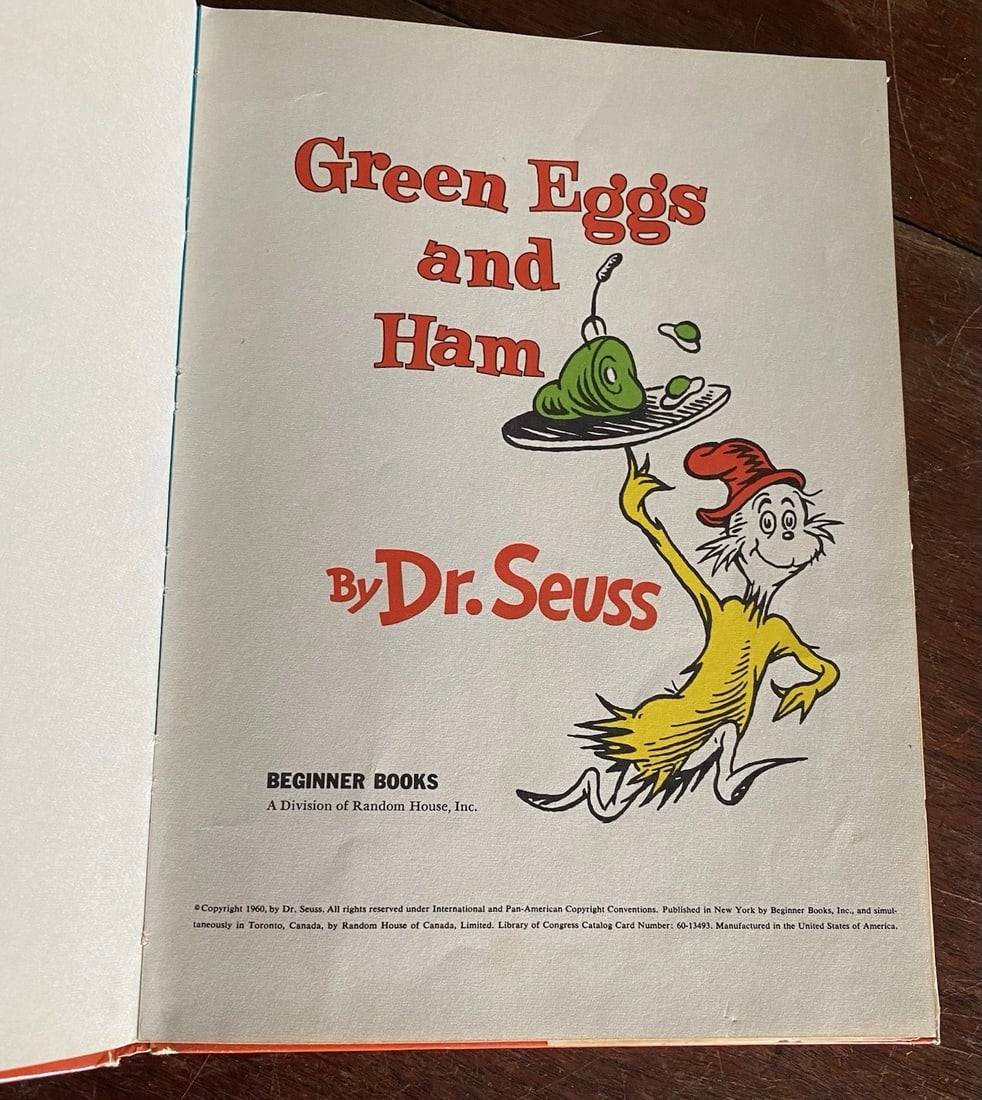 Green Eggs
and
Ham
By Dr. Seuss
BEGINNER BOOKS
A Division of Random House, Inc.
©Copyright 1960, by Dr. Seuss. All rights reserved under International and Pan-American Copyright Conventions. Published in New York by Beginner Books, Inc., and simul-
taneously in Toronto, Canada, by Random House of Canada, Limited. Library of Congress Catalog Card Number: 60-13493. Manufactured in the United States of America.